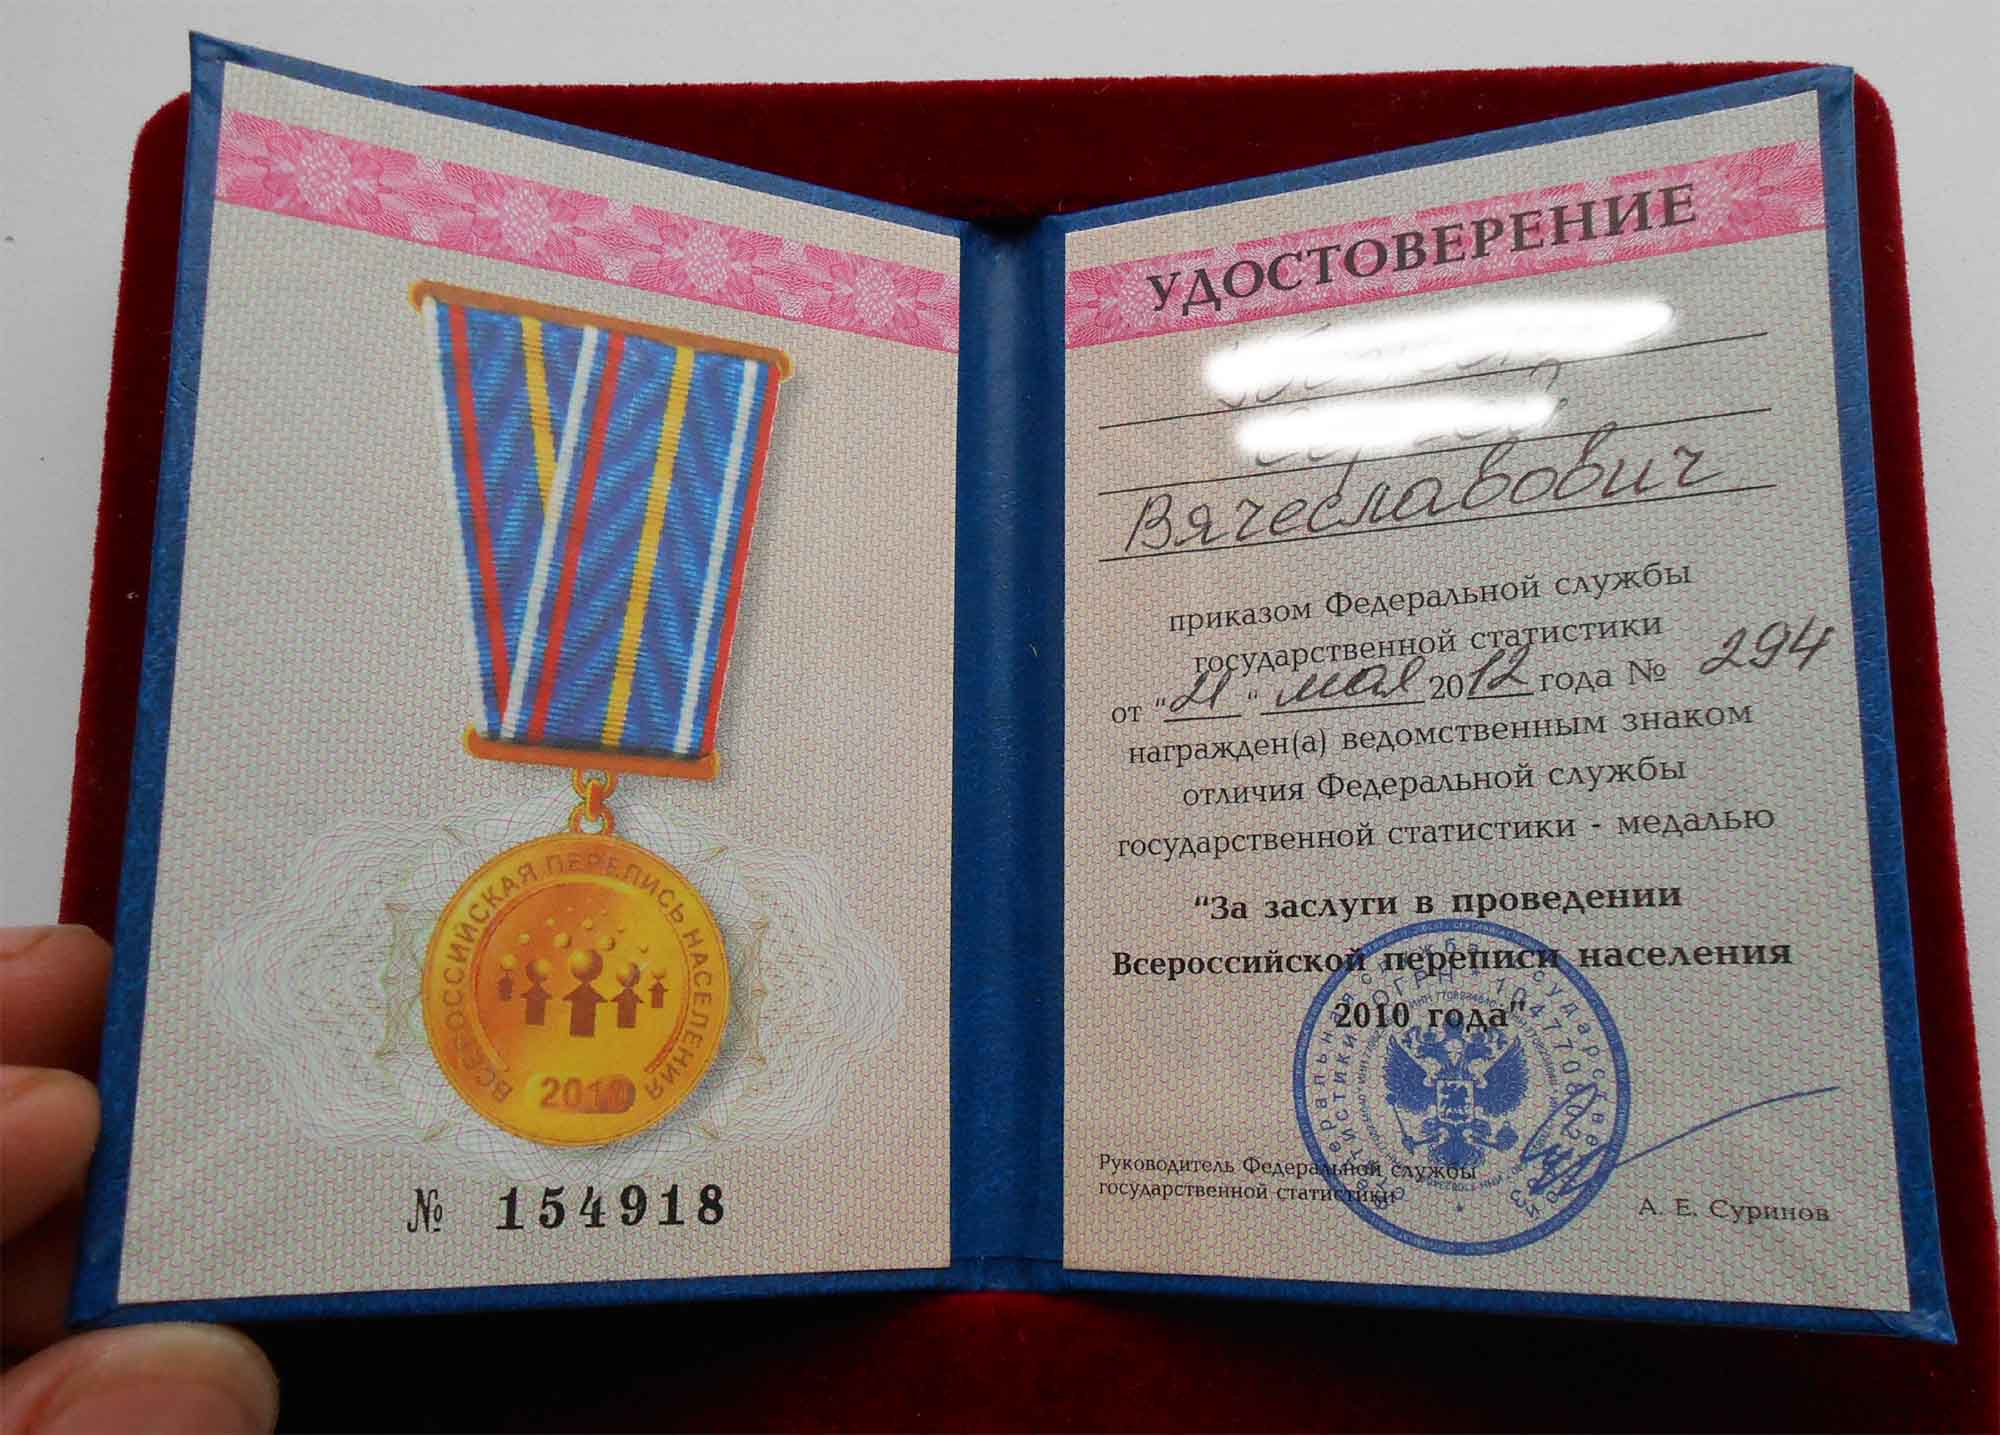 ВСЕРОССИЙСКАЯ ПЕРЕПИСЬ НАСЕЛЕНИЯ
2010
№ 154918
УДОСТОВЕРЕНИЕ
Вячеславович
приказом Федеральной службы
государственной статистики
от "21" мая 2012 года № 294
награжден(а) ведомственным знаком
отличия Федеральной службы
государственной статистики - медалью
"За заслуги в проведении
Всероссийской переписи населения
2010 года"
Руководитель Федеральной службы
государственной статистики
А. Е. Суринов